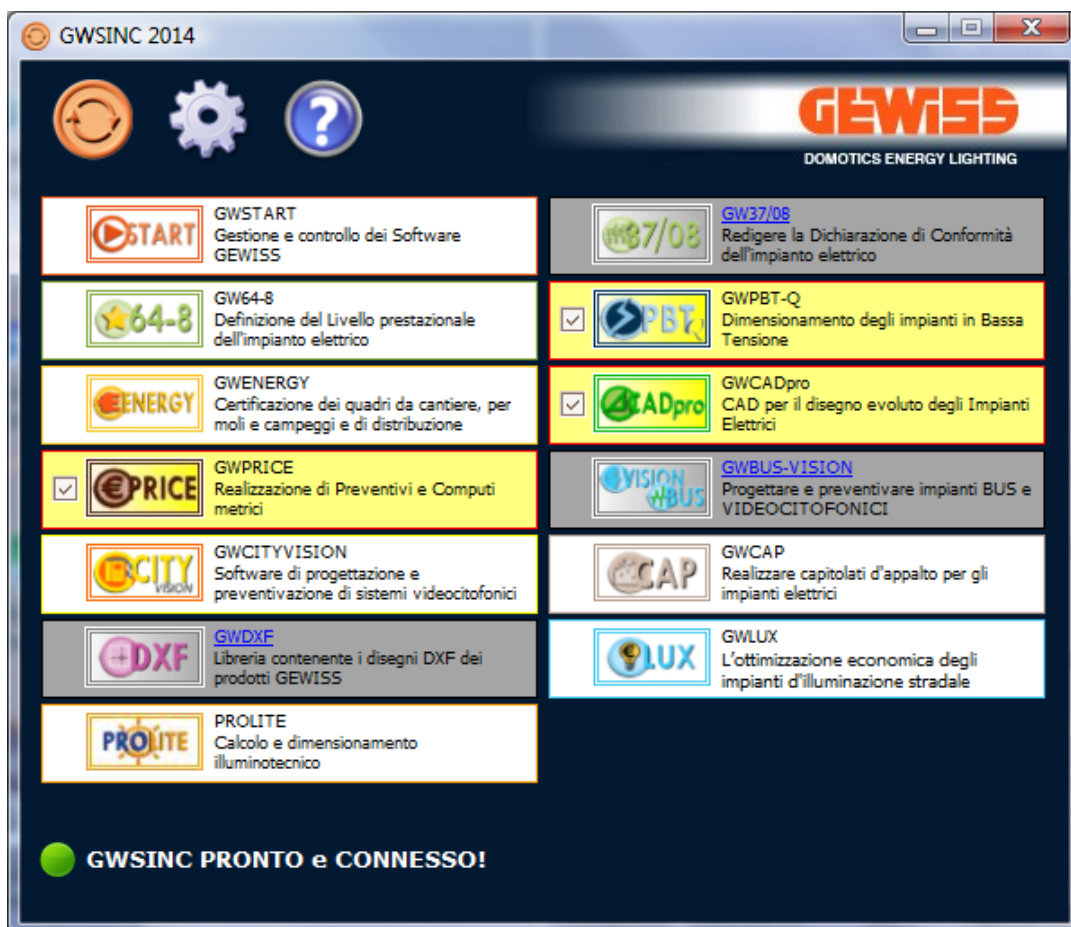 GWSINC 2014
GEWISS
DOMOTICS ENERGY LIGHTING
START
GWSTART
Gestione e controllo dei Software
GEWISS
37/08
GW37/08
Redigere la Dichiarazione di Conformità
dell'impianto elettrico
64-8
GW64-8
Definizione del Livello prestazionale
dell'impianto elettrico
PBTQ
GWPBT-Q
Dimensionamento degli impianti in Bassa
Tensione
ENERGY
GWENERGY
Certificazione dei quadri da cantiere, per
moli e campeggi e di distribuzione
CADpro
GWCADpro
CAD per il disegno evoluto degli Impianti
Elettrici
€PRICE
GWPRICE
Realizzazione di Preventivi e Computi
metrici
VISION
BUS
GWBUS-VISION
Progettare e preventivare impianti BUS e
VIDEOCITOFONICI
CITY
VISION
GWCITYVISION
Software di progettazione e
preventivazione di sistemi videocitofonici
CAP
GWCAP
Realizzare capitolati d'appalto per gli
impianti elettrici
DXF
GWDXF
Libreria contenente i disegni DXF dei
prodotti GEWISS
LUX
GWLUX
L'ottimizzazione economica degli
impianti d'illuminazione stradale
PROLITE
PROLITE
Calcolo e dimensionamento
illuminotecnico
GWSINC PRONTO e CONNESSO!